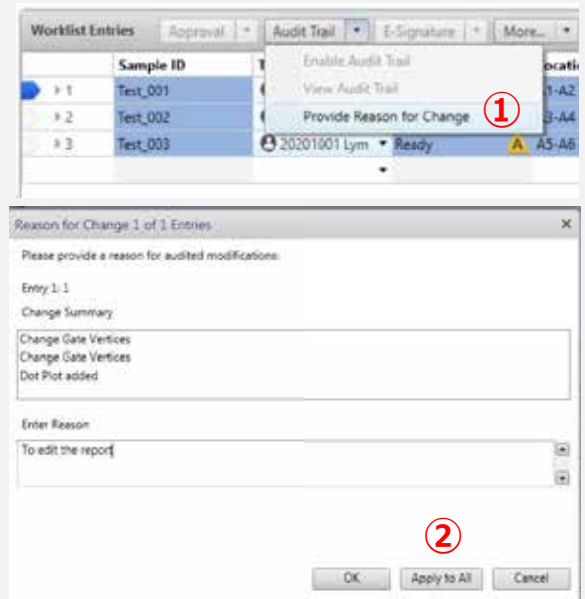 Worklist Entries Approval Audit Trail E-Signature More...
Sample ID Enable Audit Trail
1 Test_001 View Audit Trail -A2
2 Test_002 Provide Reason for Change ① -A4
3 Test_003 20201001 Lym Ready A A5-A6
Reason for Change 1 of 1 Entries
Please provide a reason for audited modifications:
Entry 1: 1
Change Summary
Change Gate Vertices
Change Gate Vertices
Dot Plot added
Enter Reason
To edit the report
②
OK Apply to All Cancel